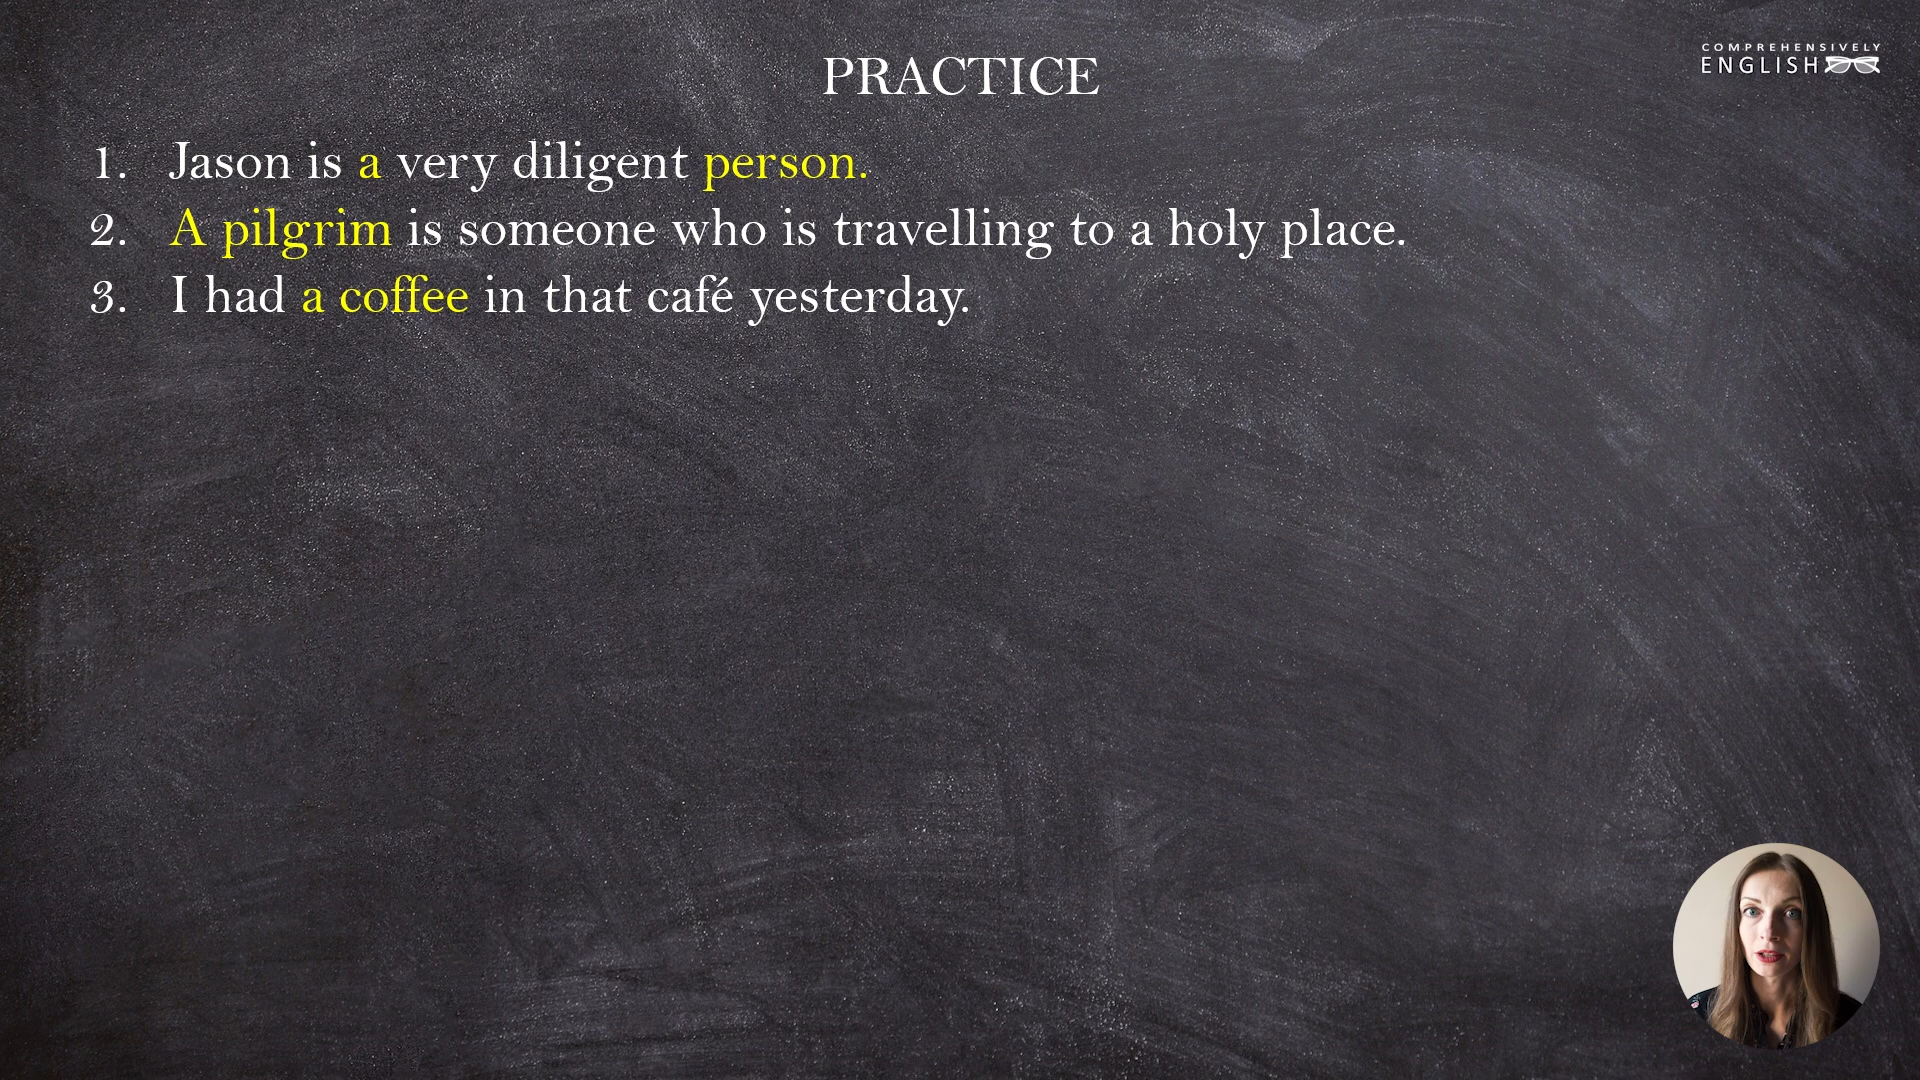 COMPREHENSIVELY
ENGLISH
PRACTICE
1. Jason is a very diligent person.
2. A pilgrim is someone who is travelling to a holy place.
3. I had a coffee in that café yesterday.